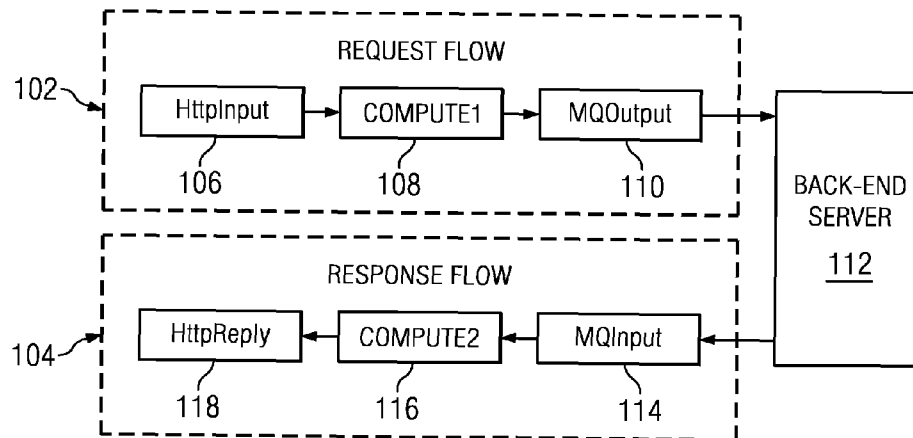 REQUEST FLOW
102
HttpInput
COMPUTE1
MQOutput
106
108
110
BACK-END
SERVER
112
RESPONSE FLOW
104
HttpReply
COMPUTE2
MQInput
118
116
114